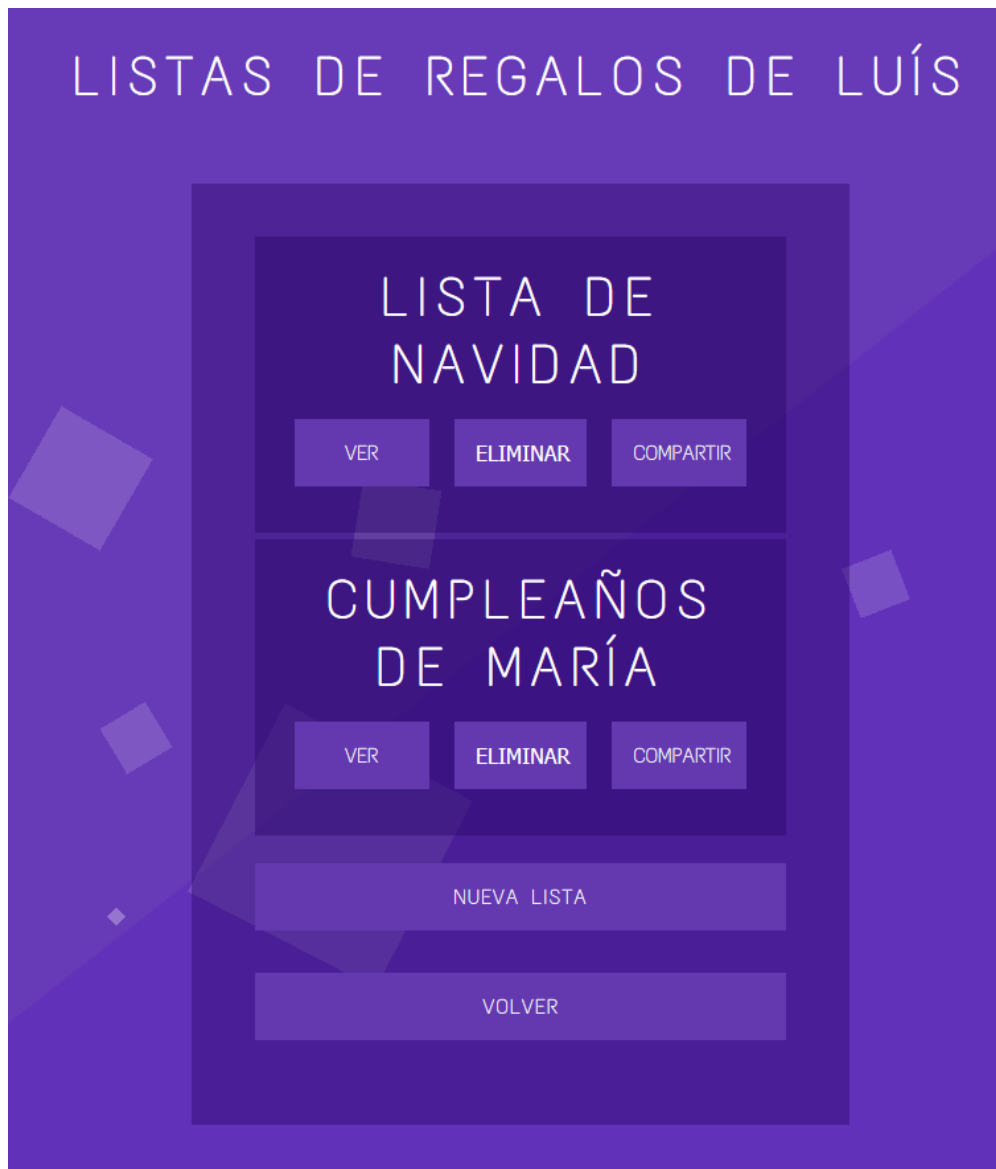 LISTAS DE REGALOS DE LUÍS
LISTA DE
NAVIDAD
VER ELIMINAR COMPARTIR
CUMPLEAÑOS
DE MARÍA
VER ELIMINAR COMPARTIR
NUEVA LISTA
VOLVER